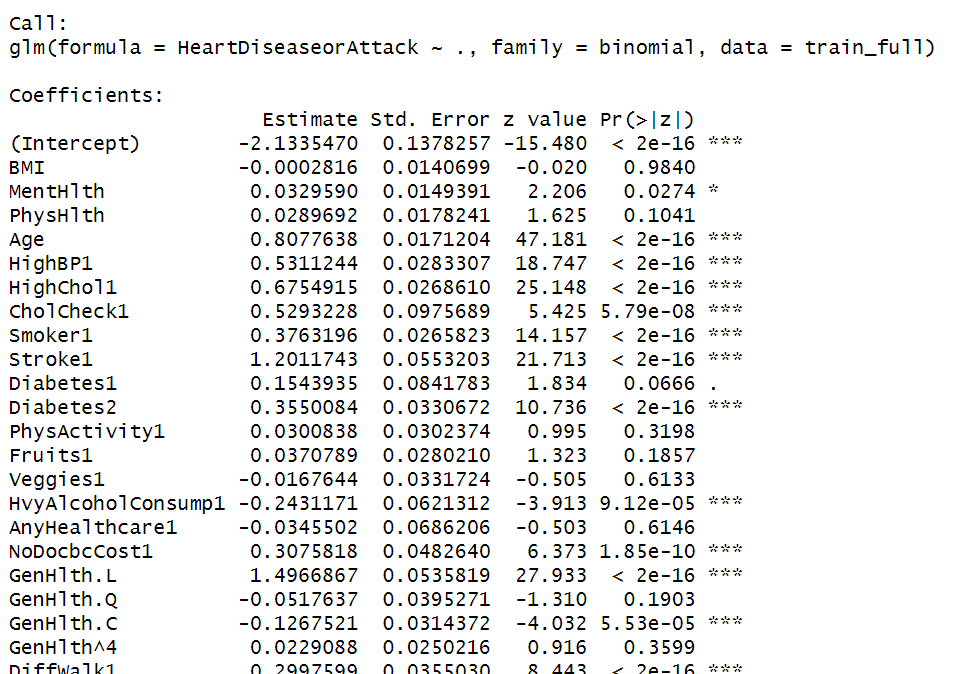 Call:
glm(formula = HeartDiseaseorAttack ~ ., family = binomial, data = train_full)
Coefficients:
Estimate Std. Error z value Pr(>|z|)
(Intercept) -2.1335470 0.1378257 -15.480 < 2e-16 ***
BMI -0.0002816 0.0140699 -0.020 0.9840
MentHlth 0.0329590 0.0149391 2.206 0.0274 *
PhysHlth 0.0289692 0.0178241 1.625 0.1041
Age 0.8077638 0.0171204 47.181 < 2e-16 ***
HighBP1 0.5311244 0.0283307 18.747 < 2e-16 ***
HighChol1 0.6754915 0.0268610 25.148 < 2e-16 ***
CholCheck1 0.5293228 0.0975689 5.425 5.79e-08 ***
Smoker1 0.3763196 0.0265823 14.157 < 2e-16 ***
Stroke1 1.2011743 0.0553203 21.713 < 2e-16 ***
Diabetes1 0.1543935 0.0841783 1.834 0.0666 .
Diabetes2 0.3550084 0.0330672 10.736 < 2e-16 ***
PhysActivity1 0.0300838 0.0302374 0.995 0.3198
Fruits1 0.0370789 0.0280210 1.323 0.1857
Veggies1 -0.0167644 0.0331724 -0.505 0.6133
HvyAlcoholConsump1 -0.2431171 0.0621312 -3.913 9.12e-05 ***
AnyHealthcare1 -0.0345502 0.0686206 -0.503 0.6146
NoDocbcCost1 0.3075818 0.0482640 6.373 1.85e-10 ***
GenHlth.L 1.4966867 0.0535819 27.933 < 2e-16 ***
GenHlth.Q -0.0517637 0.0395271 -1.310 0.1903
GenHlth.C -0.1267521 0.0314372 -4.032 5.53e-05 ***
GenHlth^4 0.0229088 0.0250216 0.916 0.3599
DiffWalk1 0.2997599 0.0355030 8.443 < 2e-16 ***